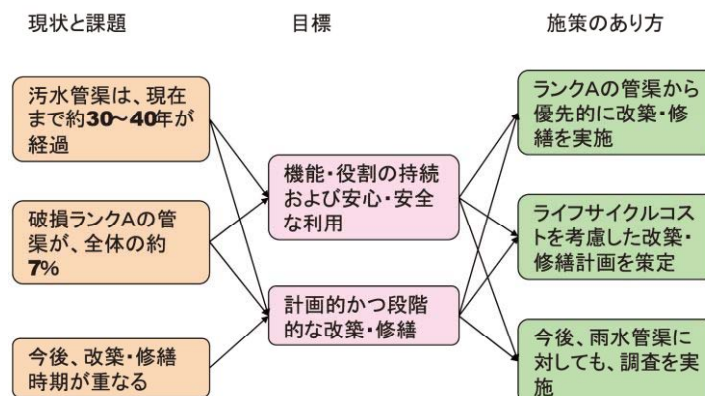 現状と課題
目標
施策のあり方
汚水管渠は、現在
まで約30〜40年が
経過
破損ランクAの管
渠が、全体の約
7%
今後、改築・修繕
時期が重なる
機能・役割の持続
および安心・安全
な利用
計画的かつ段階
的な改築・修繕
ランクAの管渠から
優先的に改築・修
繕を実施
ライフサイクルコス
トを考慮した改築・
修繕計画を策定
今後、雨水管渠に
対しても、調査を実
施